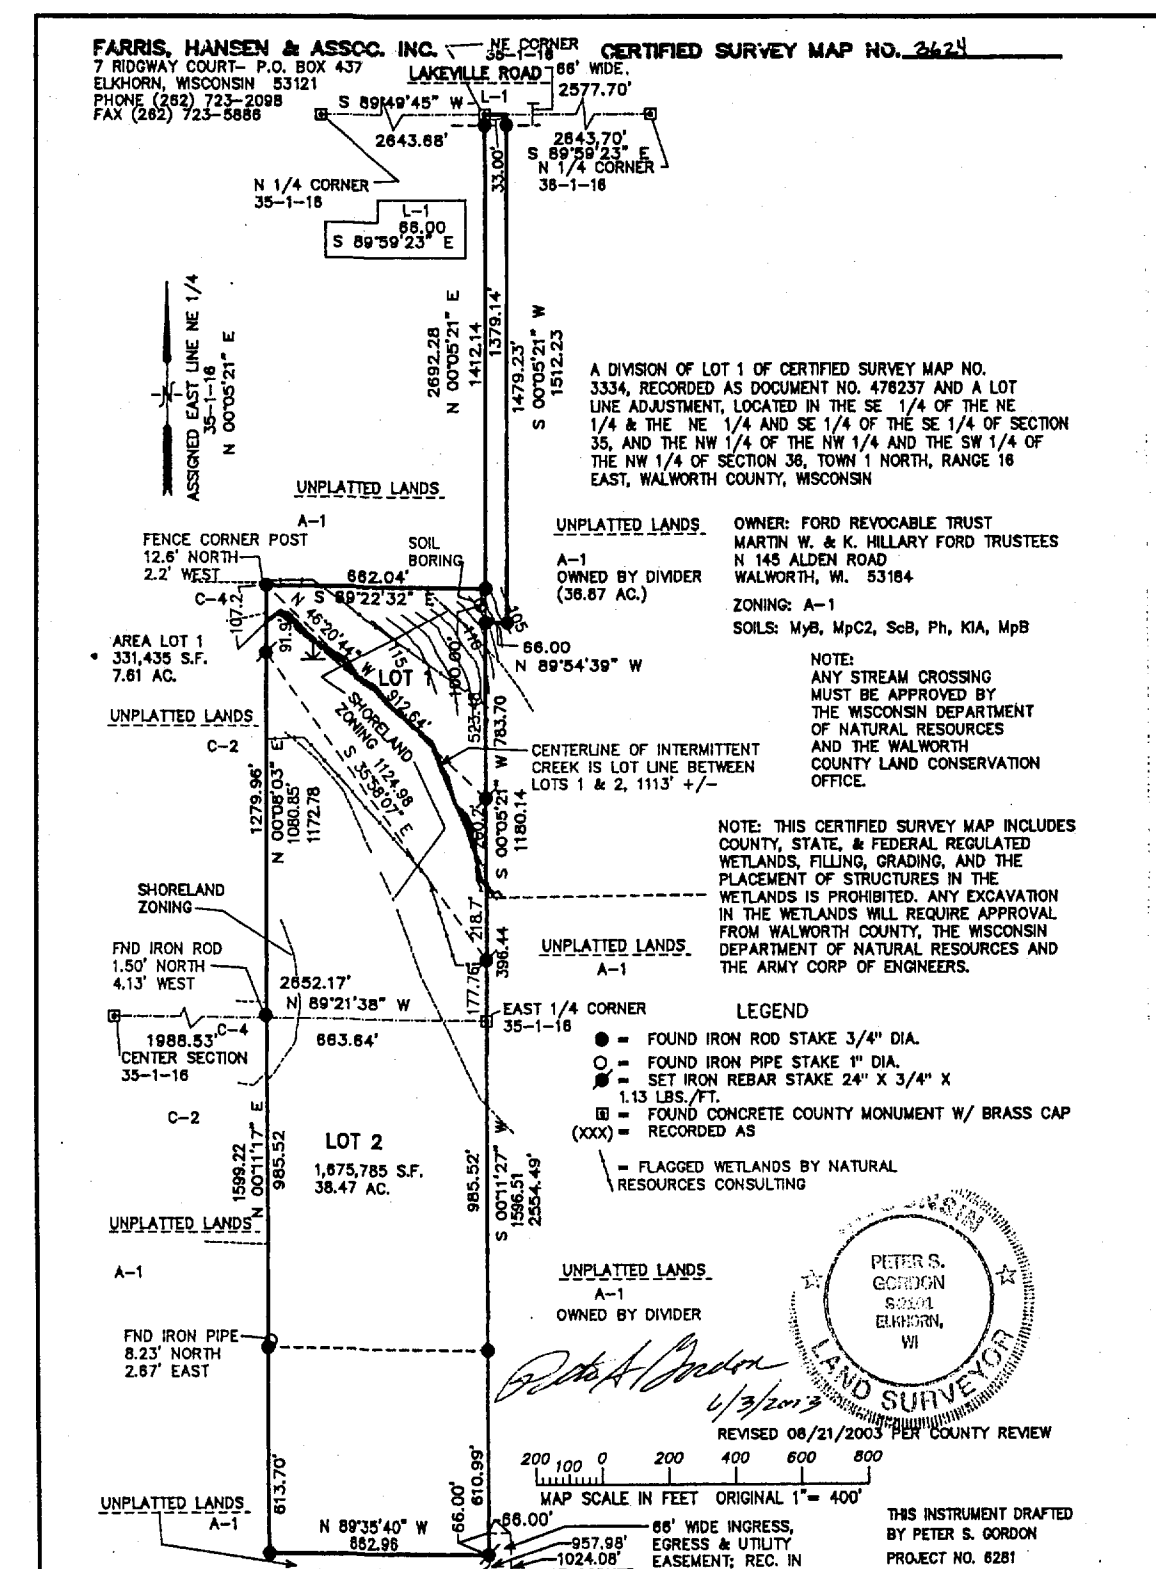 FARRIS, HANSEN & ASSOC. INC.
7 RIDGWAY COURT- P.O. BOX 437
ELKHORN, WISCONSIN 53121
PHONE (262) 723-2098
FAX (262) 723-5886
NE CORNER
35-1-16
CERTIFIED SURVEY MAP NO. 3624
LAKEVILLE ROAD
66' WIDE.
L-1
2577.70'
S 89°49'45" W
2643.68'
33.00'
2643.70'
S 89°59'23" E
N 1/4 CORNER
36-1-16
N 1/4 CORNER
35-1-16
L-1
66.00
S 89°59'23" E
ASSIGNED EAST LINE NE 1/4
35-1-16
N 00°05'21" E
2692.28
N 00°05'21" E
1412.14
1379.14'
1479.23'
S 00°05'21" W
1512.23
A DIVISION OF LOT 1 OF CERTIFIED SURVEY MAP NO.
3334, RECORDED AS DOCUMENT NO. 478237 AND A LOT
LINE ADJUSTMENT, LOCATED IN THE SE 1/4 OF THE NE
1/4 & THE NE 1/4 AND SE 1/4 OF THE SE 1/4 OF SECTION
35, AND THE NW 1/4 OF THE NW 1/4 AND THE SW 1/4 OF
THE NW 1/4 OF SECTION 36, TOWN 1 NORTH, RANGE 16
EAST, WALWORTH COUNTY, WISCONSIN
UNPLATTED LANDS
A-1
FENCE CORNER POST
12.6' NORTH
2.2' WEST
SOIL
BORING
UNPLATTED LANDS
A-1
OWNED BY DIVIDER
(36.87 AC.)
OWNER: FORD REVOCABLE TRUST
MARTIN W. & K. HILLARY FORD TRUSTEES
N 145 ALDEN ROAD
WALWORTH, WI. 53184
ZONING: A-1
SOILS: MyB, MpC2, ScB, Ph, KlA, MpB
662.04'
S 89°22'32" E
C-4
107.2
91.9'
N 46°20'44" W
912.64'
115
105
66.00
N 89°54'39" W
AREA LOT 1
331,435 S.F.
7.61 AC.
LOT 1
100.00'
523.48
783.70
SHORELAND
ZONING
UNPLATTED LANDS
C-2
NOTE:
ANY STREAM CROSSING
MUST BE APPROVED BY
THE WISCONSIN DEPARTMENT
OF NATURAL RESOURCES
AND THE WALWORTH
COUNTY LAND CONSERVATION
OFFICE.
CENTERLINE OF INTERMITTENT
CREEK IS LOT LINE BETWEEN
LOTS 1 & 2, 1113' +/-
1124.98
S 35°58'07" E
1279.96'
N 00°08'03" E
1080.85'
1172.78
S 00°05'21" W
1180.14
NOTE: THIS CERTIFIED SURVEY MAP INCLUDES
COUNTY, STATE, & FEDERAL REGULATED
WETLANDS, FILLING, GRADING, AND THE
PLACEMENT OF STRUCTURES IN THE
WETLANDS IS PROHIBITED. ANY EXCAVATION
IN THE WETLANDS WILL REQUIRE APPROVAL
FROM WALWORTH COUNTY, THE WISCONSIN
DEPARTMENT OF NATURAL RESOURCES AND
THE ARMY CORP OF ENGINEERS.
SHORELAND
ZONING
218.7'
396.44
177.76'
UNPLATTED LANDS
A-1
FND IRON ROD
1.50' NORTH
4.13' WEST
2652.17'
N 89°21'38" W
663.64'
1988.53'
C-4
CENTER SECTION
35-1-16
EAST 1/4 CORNER
35-1-16
LEGEND
= FOUND IRON ROD STAKE 3/4" DIA.
= FOUND IRON PIPE STAKE 1" DIA.
= SET IRON REBAR STAKE 24" X 3/4" X
1.13 LBS./FT.
= FOUND CONCRETE COUNTY MONUMENT W/ BRASS CAP
(XXX) = RECORDED AS
= FLAGGED WETLANDS BY NATURAL
RESOURCES CONSULTING
C-2
LOT 2
1,675,785 S.F.
38.47 AC.
1599.22
N 00°11'17" E
985.52
985.52'
S 00°11'27" W
1596.51
2554.49'
UNPLATTED LANDS
A-1
UNPLATTED LANDS
A-1
OWNED BY DIVIDER
WISCONSIN
PETER S.
GORDON
S-2101
ELKHORN,
WI
LAND SURVEYOR
FND IRON PIPE
8.23' NORTH
2.67' EAST
Peter S Gordon
6/3/2003
REVISED 08/21/2003 PER COUNTY REVIEW
200 100 0 200 400 600 800
MAP SCALE IN FEET ORIGINAL 1"= 400'
613.70'
610.99'
UNPLATTED LANDS
A-1
N 89°35'40" W
662.96
66.00'
66.00'
957.98'
1024.08'
66' WIDE INGRESS,
EGRESS & UTILITY
EASEMENT; REC. IN
THIS INSTRUMENT DRAFTED
BY PETER S. GORDON
PROJECT NO. 6281